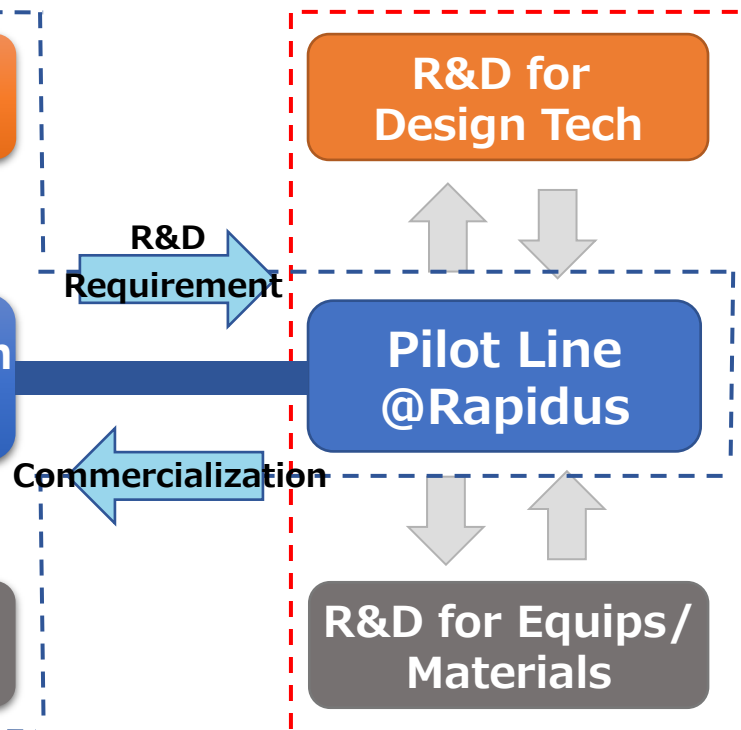 R&D for
Design Tech
R&D
Requirement
Pilot Line
@Rapidus
Commercialization
R&D for Equips/
Materials